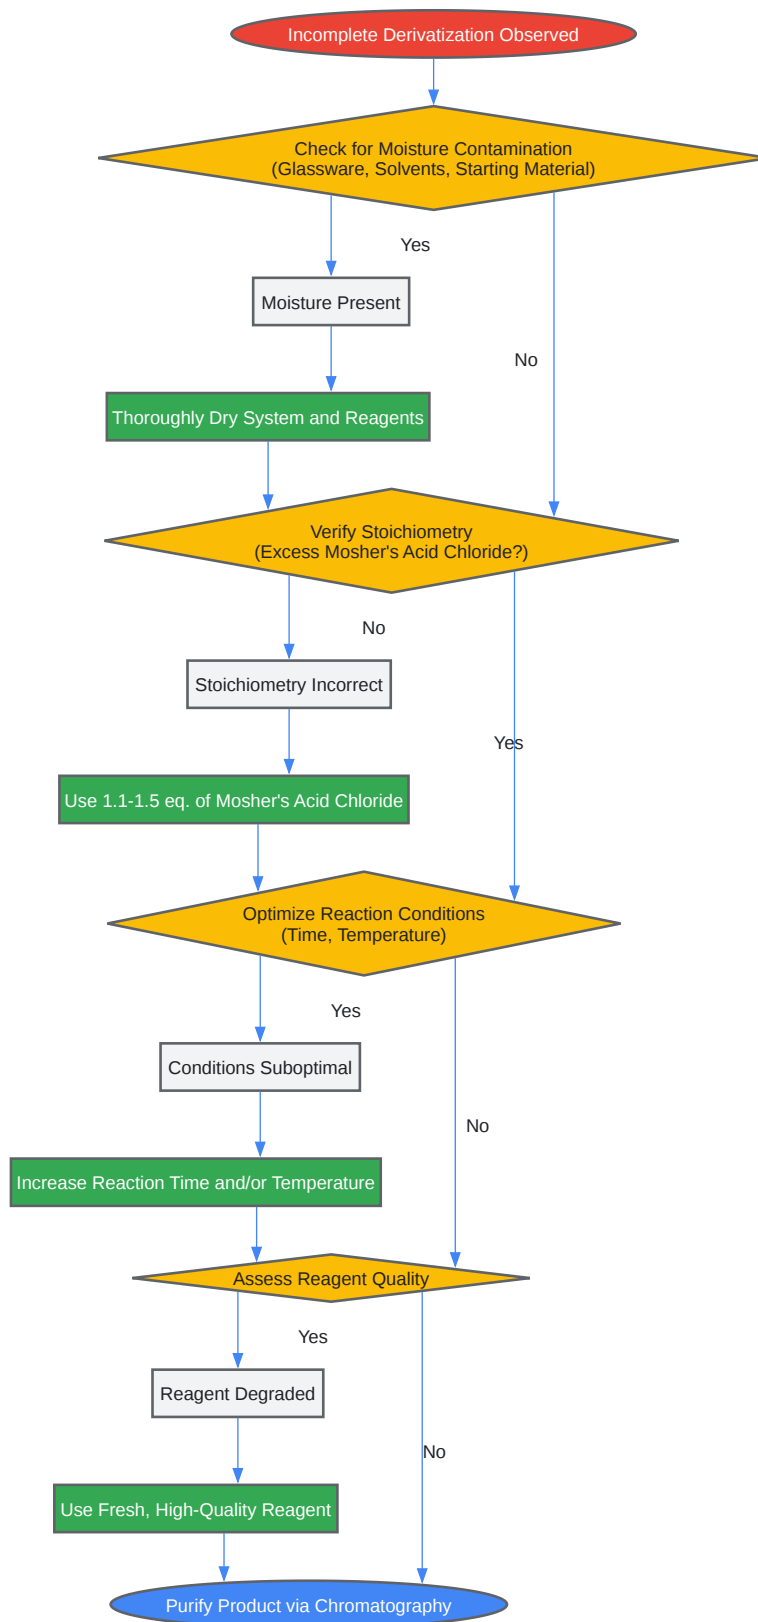 Incomplete Derivatization Observed
Check for Moisture Contamination
(Glassware, Solvents, Starting Material)
Yes
Moisture Present
No
Thoroughly Dry System and Reagents
Verify Stoichiometry
(Excess Mosher's Acid Chloride?)
No
Stoichiometry Incorrect
Yes
Use 1.1-1.5 eq. of Mosher's Acid Chloride
Optimize Reaction Conditions
(Time, Temperature)
Yes
Conditions Suboptimal
No
Increase Reaction Time and/or Temperature
Assess Reagent Quality
Yes
Reagent Degraded
No
Use Fresh, High-Quality Reagent
Purify Product via Chromatography